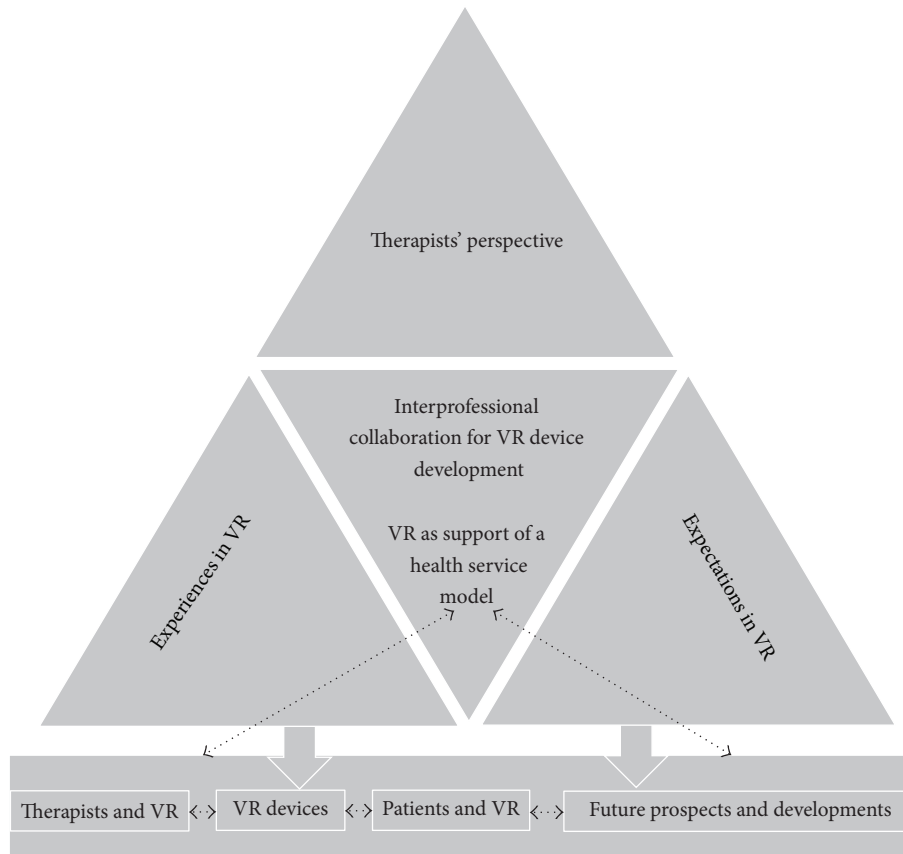 Therapists’ perspective
Interprofessional
collaboration for VR device
development
VR as support of a
health service
model
Experiences in VR
Expectations in VR
Therapists and VR
VR devices
Patients and VR
Future prospects and developments